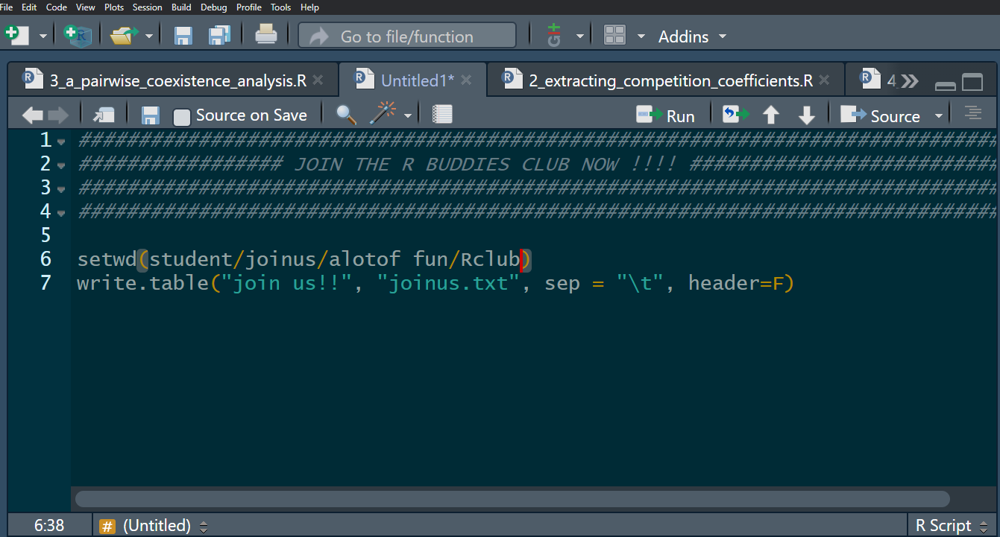 File Edit Code View Plots Session Build Debug Profile Tools Help
Go to file/function Addins
3_a_pairwise_coexistence_analysis.R Untitled1* 2_extracting_competition_coefficients.R 4
Source on Save Run Source
1 #############################################################################
2 ################# JOIN THE R BUDDIES CLUB NOW !!!! ##########################
3 #############################################################################
4 #############################################################################
5
6 setwd(student/joinus/alotof fun/Rclub)
7 write.table("join us!!", "joinus.txt", sep = "\t", header=F)
6:38 # (Untitled) R Script